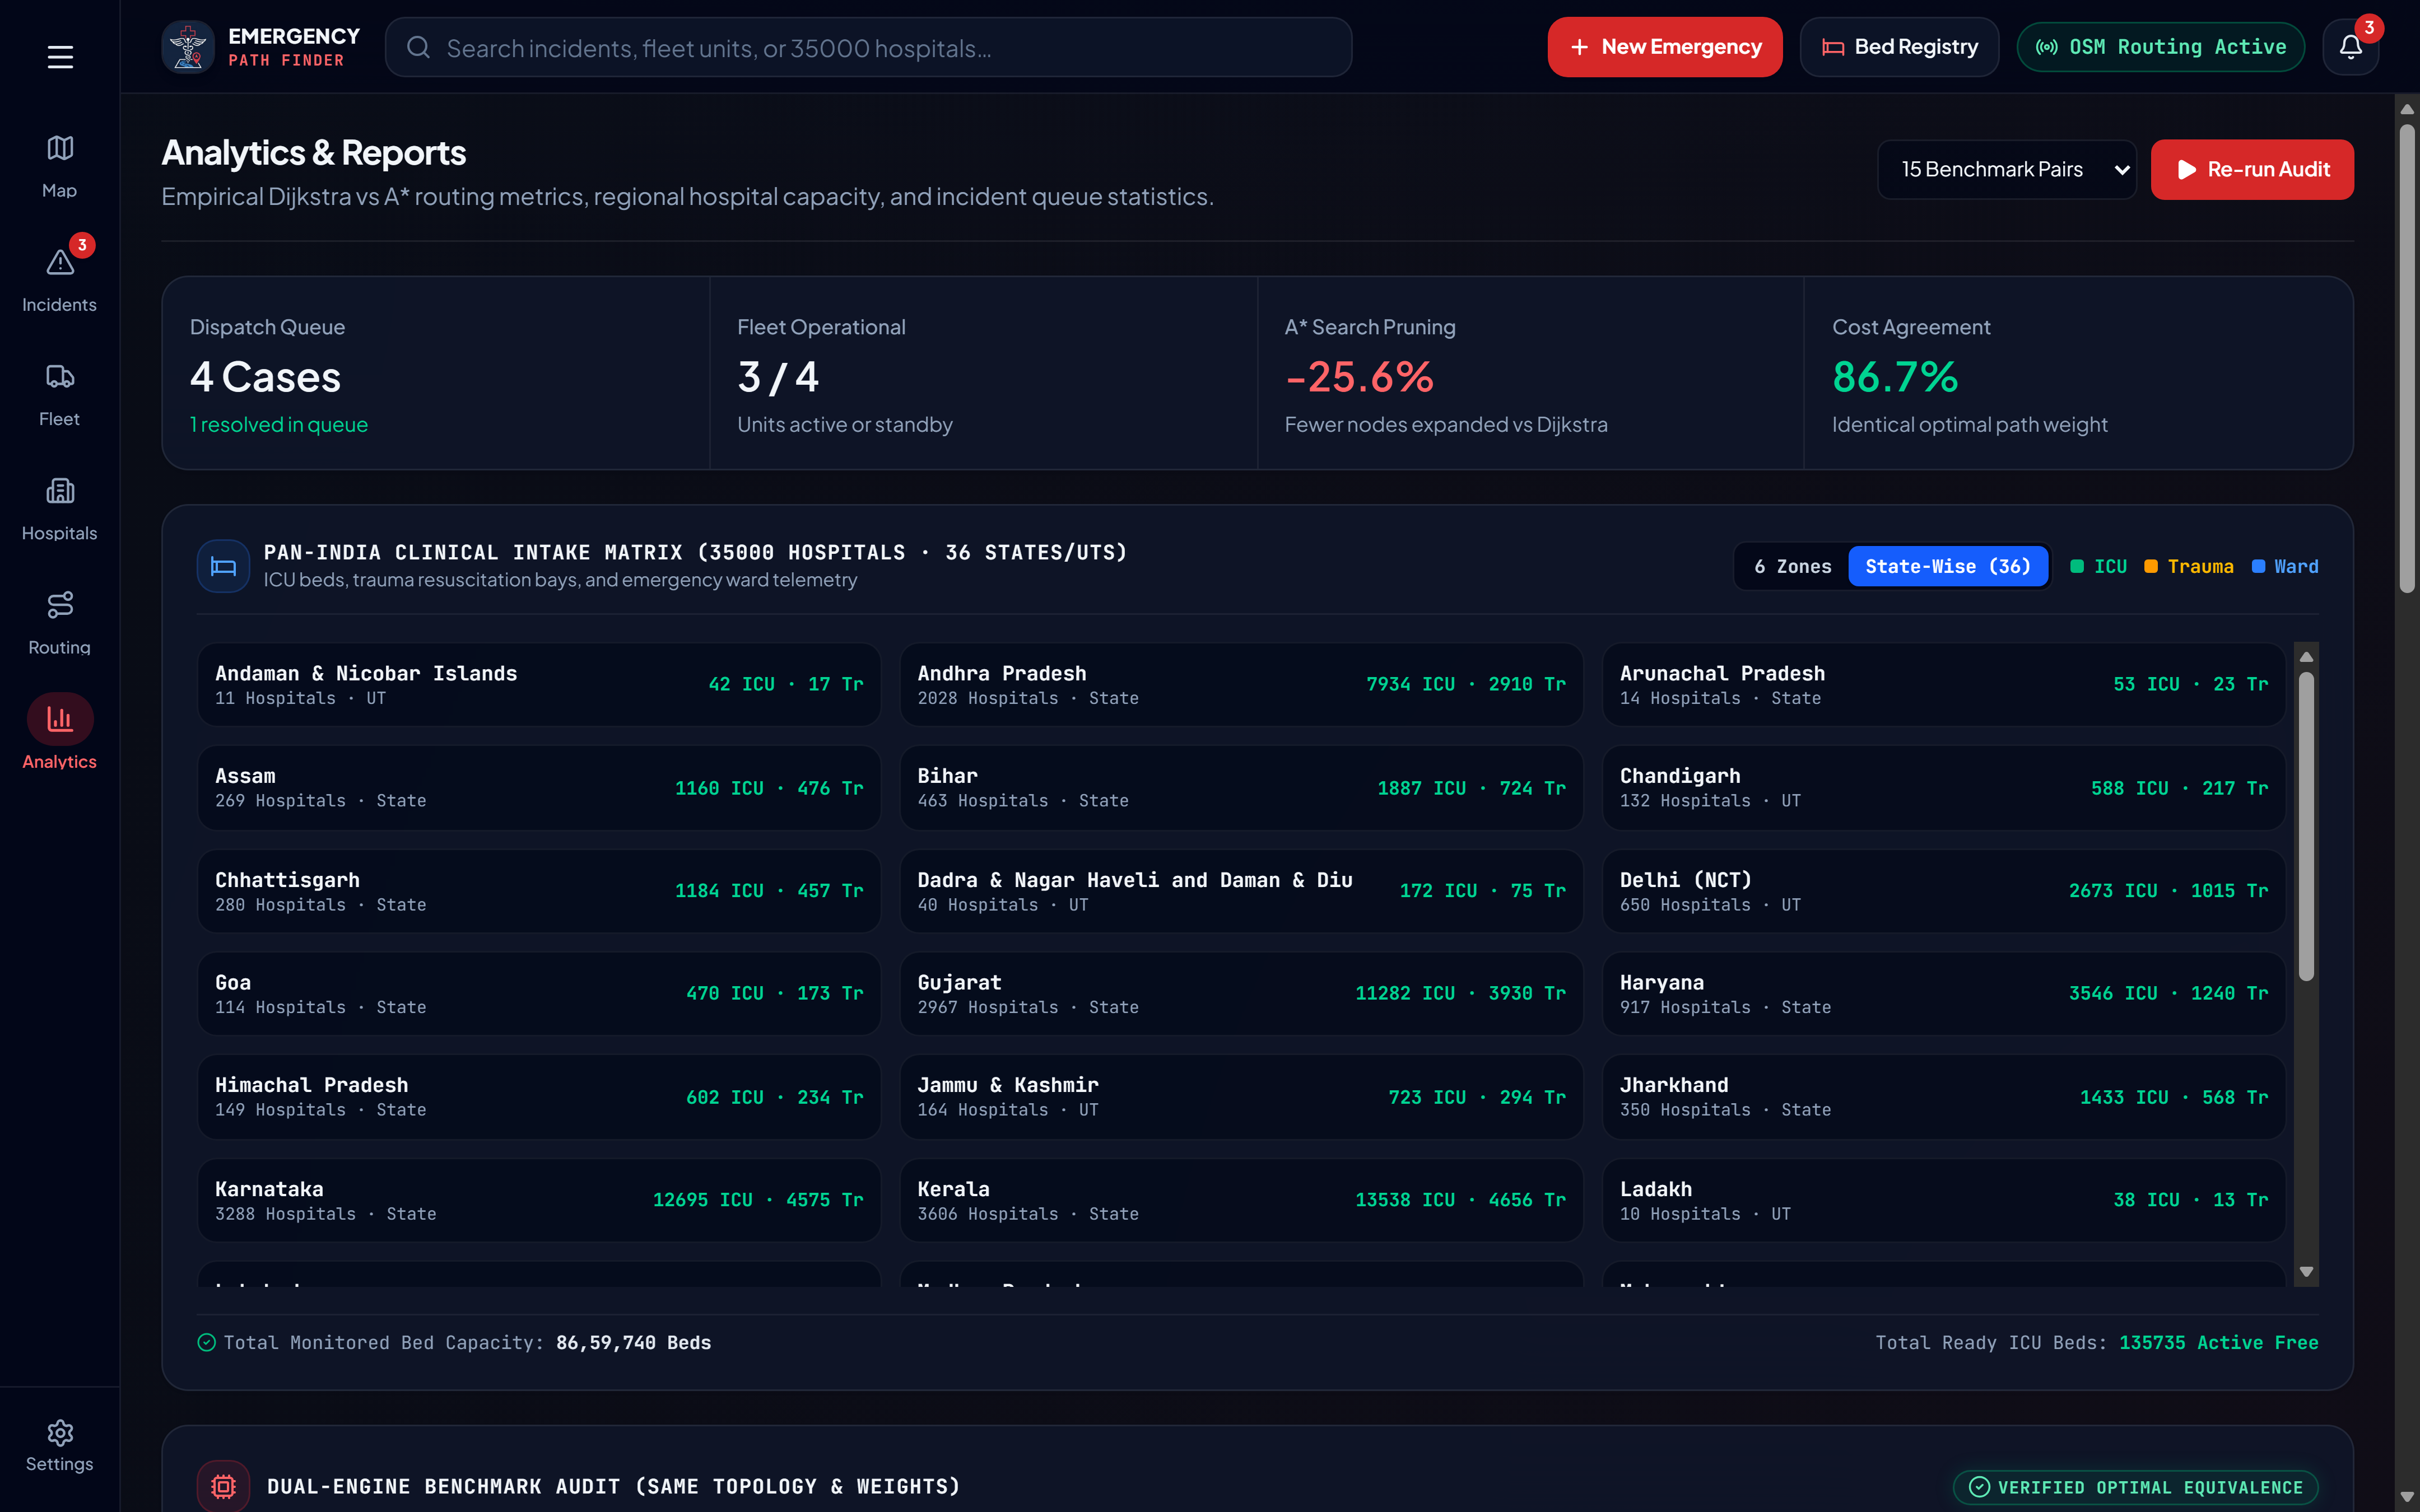 EMERGENCY
PATH FINDER
Search incidents, fleet units, or 35000 hospitals...
New Emergency
Bed Registry
OSM Routing Active
3
Map
3
Incidents
Fleet
Hospitals
Routing
Analytics
Settings
Analytics & Reports
Empirical Dijkstra vs A* routing metrics, regional hospital capacity, and incident queue statistics.
15 Benchmark Pairs
Re-run Audit
Dispatch Queue
4 Cases
1 resolved in queue
Fleet Operational
3 / 4
Units active or standby
A* Search Pruning
-25.6%
Fewer nodes expanded vs Dijkstra
Cost Agreement
86.7%
Identical optimal path weight
PAN-INDIA CLINICAL INTAKE MATRIX (35000 HOSPITALS · 36 STATES/UTS)
ICU beds, trauma resuscitation bays, and emergency ward telemetry
6 Zones
State-Wise (36)
ICU
Trauma
Ward
Andaman & Nicobar Islands
11 Hospitals · UT
42 ICU · 17 Tr
Andhra Pradesh
2028 Hospitals · State
7934 ICU · 2910 Tr
Arunachal Pradesh
14 Hospitals · State
53 ICU · 23 Tr
Assam
269 Hospitals · State
1160 ICU · 476 Tr
Bihar
463 Hospitals · State
1887 ICU · 724 Tr
Chandigarh
132 Hospitals · UT
588 ICU · 217 Tr
Chhattisgarh
280 Hospitals · State
1184 ICU · 457 Tr
Dadra & Nagar Haveli and Daman & Diu
40 Hospitals · UT
172 ICU · 75 Tr
Delhi (NCT)
650 Hospitals · UT
2673 ICU · 1015 Tr
Goa
114 Hospitals · State
470 ICU · 173 Tr
Gujarat
2967 Hospitals · State
11282 ICU · 3930 Tr
Haryana
917 Hospitals · State
3546 ICU · 1240 Tr
Himachal Pradesh
149 Hospitals · State
602 ICU · 234 Tr
Jammu & Kashmir
164 Hospitals · UT
723 ICU · 294 Tr
Jharkhand
350 Hospitals · State
1433 ICU · 568 Tr
Karnataka
3288 Hospitals · State
12695 ICU · 4575 Tr
Kerala
3606 Hospitals · State
13538 ICU · 4656 Tr
Ladakh
10 Hospitals · UT
38 ICU · 13 Tr
Total Monitored Bed Capacity: 86,59,740 Beds
Total Ready ICU Beds: 135735 Active Free
DUAL-ENGINE BENCHMARK AUDIT (SAME TOPOLOGY & WEIGHTS)
VERIFIED OPTIMAL EQUIVALENCE